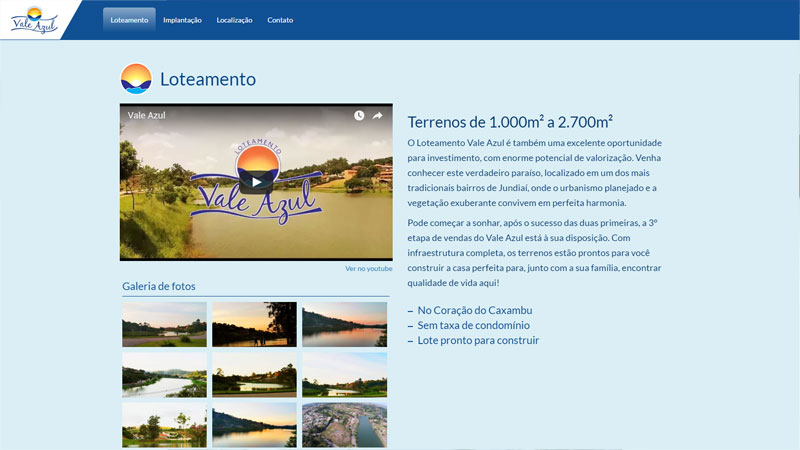 Vale Azul
Loteamento
Implantação
Localização
Contato
Loteamento
Vale Azul
LOTEAMENTO
Vale Azul
Ver no youtube
Galeria de fotos
Terrenos de 1.000m² a 2.700m²
O Loteamento Vale Azul é também uma excelente oportunidade
para investimento, com enorme potencial de valorização. Venha
conhecer este verdadeiro paraíso, localizado em um dos mais
tradicionais bairros de Jundiaí, onde o urbanismo planejado e a
vegetação exuberante convivem em perfeita harmonia.
Pode começar a sonhar, após o sucesso das duas primeiras, a 3°
etapa de vendas do Vale Azul está à sua disposição. Com
infraestrutura completa, os terrenos estão prontos para você
construir a casa perfeita para, junto com a sua família, encontrar
qualidade de vida aqui!
– No Coração do Caxambu
– Sem taxa de condomínio
– Lote pronto para construir